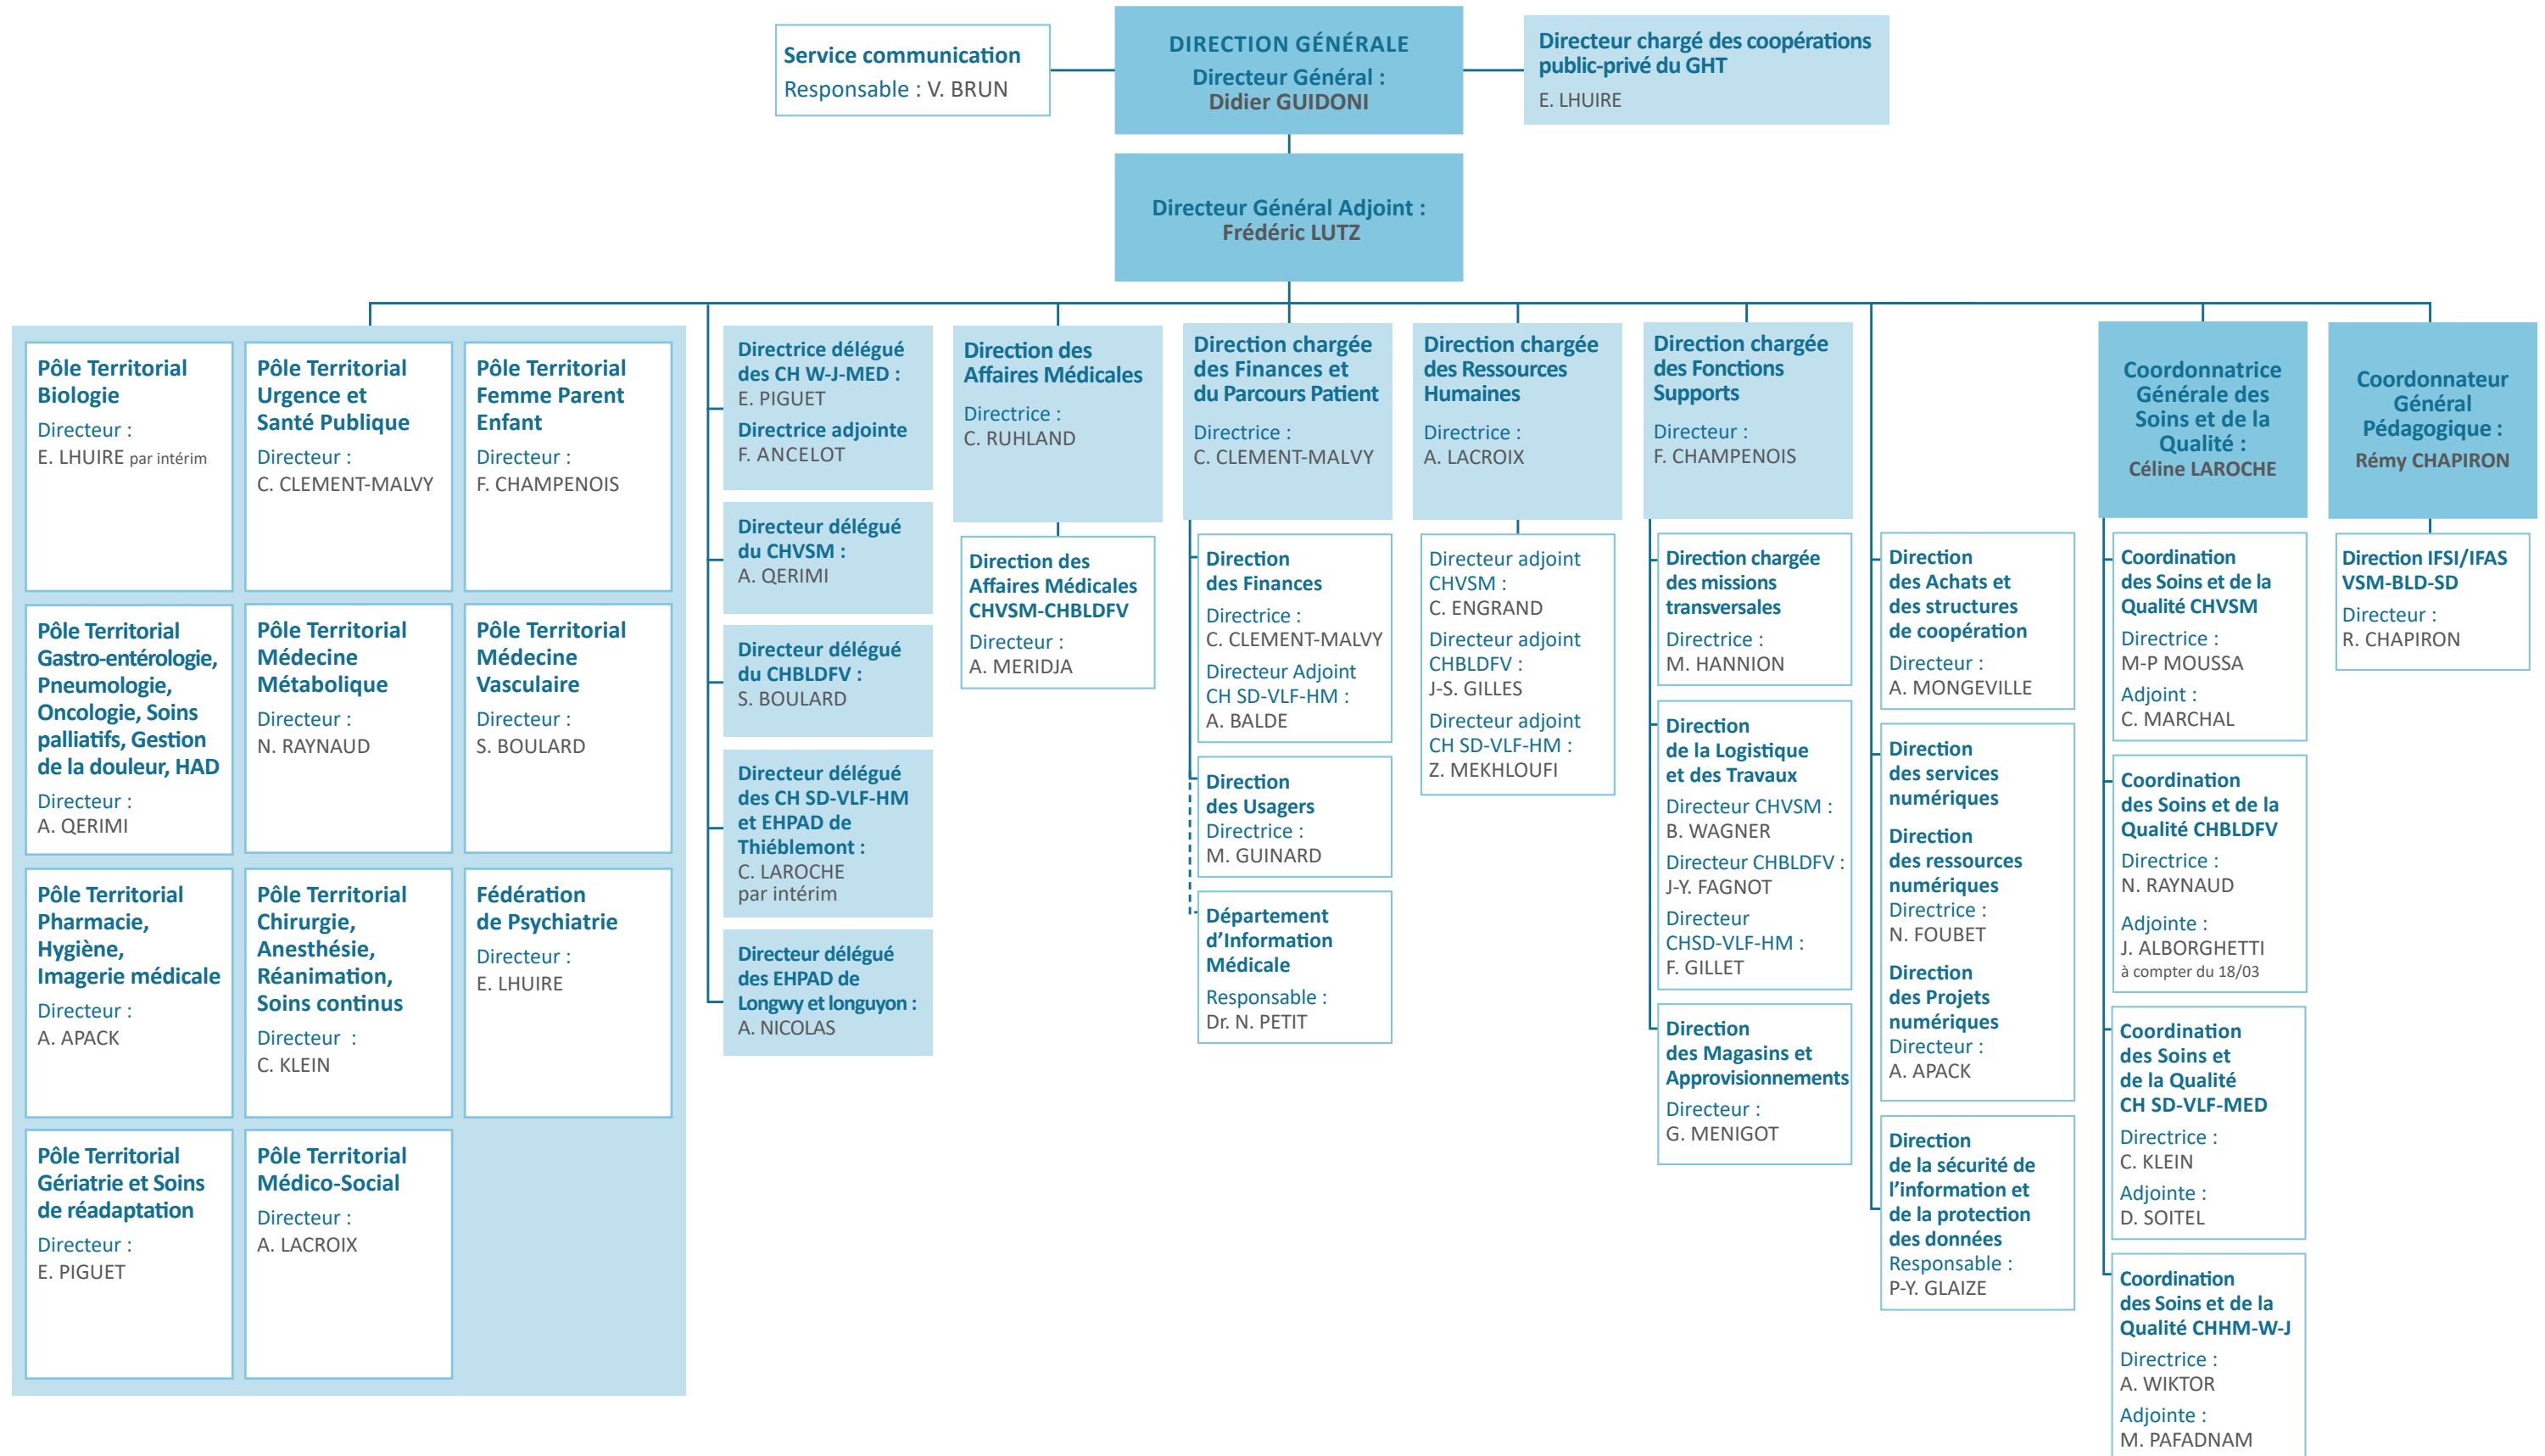 Service communication
Responsable : V. BRUN
DIRECTION GÉNÉRALE
Directeur Général :
Didier GUIDONI
Directeur chargé des coopérations
public-privé du GHT
E. LHUIRE
Directeur Général Adjoint :
Frédéric LUTZ
Pôle Territorial
Biologie
Directeur :
E. LHUIRE par intérim
Pôle Territorial
Urgence et
Santé Publique
Directeur :
C. CLEMENT-MALVY
Pôle Territorial
Femme Parent
Enfant
Directeur :
F. CHAMPENOIS
Pôle Territorial
Gastro-entérologie,
Pneumologie,
Oncologie, Soins
palliatifs, Gestion
de la douleur, HAD
Directeur :
A. QERIMI
Pôle Territorial
Médecine
Métabolique
Directeur :
N. RAYNAUD
Pôle Territorial
Médecine
Vasculaire
Directeur :
S. BOULARD
Pôle Territorial
Pharmacie,
Hygiène,
Imagerie médicale
Directeur :
A. APACK
Pôle Territorial
Chirurgie,
Anesthésie,
Réanimation,
Soins continus
Directeur :
C. KLEIN
Fédération
de Psychiatrie
Directeur :
E. LHUIRE
Pôle Territorial
Gériatrie et Soins
de réadaptation
Directeur :
E. PIGUET
Pôle Territorial
Médico-Social
Directeur :
A. LACROIX
Directrice délégué
des CH W-J-MED :
E. PIGUET
Directrice adjointe
F. ANCELOT
Directeur délégué
du CHVSM :
A. QERIMI
Directeur délégué
du CHBLDFV :
S. BOULARD
Directeur délégué
des CH SD-VLF-HM
et EHPAD de
Thiéblemont :
C. LAROCHE
par intérim
Directeur délégué
des EHPAD de
Longwy et longuyon :
A. NICOLAS
Direction des
Affaires Médicales
Directrice :
C. RUHLAND
Direction des
Affaires Médicales
CHVSM-CHBLDFV
Directeur :
A. MERIDJA
Direction chargée
des Finances et
du Parcours Patient
Directrice :
C. CLEMENT-MALVY
Direction
des Finances
Directrice :
C. CLEMENT-MALVY
Directeur Adjoint
CH SD-VLF-HM :
A. BALDE
Direction
des Usagers
Directrice :
M. GUINARD
Département
d’Information
Médicale
Responsable :
Dr. N. PETIT
Direction chargée
des Ressources
Humaines
Directrice :
A. LACROIX
Directeur adjoint
CHVSM :
C. ENGRAND
Directeur adjoint
CHBLDFV :
J-S. GILLES
Directeur adjoint
CH SD-VLF-HM :
Z. MEKHLOUFI
Direction chargée
des Fonctions
Supports
Directeur :
F. CHAMPENOIS
Direction chargée
des missions
transversales
Directrice :
M. HANNION
Direction
de la Logistique
et des Travaux
Directeur CHVSM :
B. WAGNER
Directeur CHBLDFV :
J-Y. FAGNOT
Directeur
CHSD-VLF-HM :
F. GILLET
Direction
des Magasins et
Approvisionnements
Directeur :
G. MENIGOT
Direction
des Achats et
des structures
de coopération
Directeur :
A. MONGEVILLE
Direction
des services
numériques
Direction
des ressources
numériques
Directrice :
N. FOUBET
Direction
des Projets
numériques
Directeur :
A. APACK
Direction
de la sécurité de
l’information et
de la protection
des données
Responsable :
P-Y. GLAIZE
Coordonnatrice
Générale des
Soins et de la
Qualité :
Céline LAROCHE
Coordination
des Soins et de la
Qualité CHVSM
Directrice :
M-P MOUSSA
Adjoint :
C. MARCHAL
Coordination
des Soins et de la
Qualité CHBLDFV
Directrice :
N. RAYNAUD
Adjointe :
J. ALBORGHETTI
à compter du 18/03
Coordination
des Soins et
de la Qualité
CH SD-VLF-MED
Directrice :
C. KLEIN
Adjointe :
D. SOITEL
Coordination
des Soins et de la
Qualité CHHM-W-J
Directrice :
A. WIKTOR
Adjointe :
M. PAFADNAM
Coordonnateur
Général
Pédagogique :
Rémy CHAPIRON
Direction IFSI/IFAS
VSM-BLD-SD
Directeur :
R. CHAPIRON